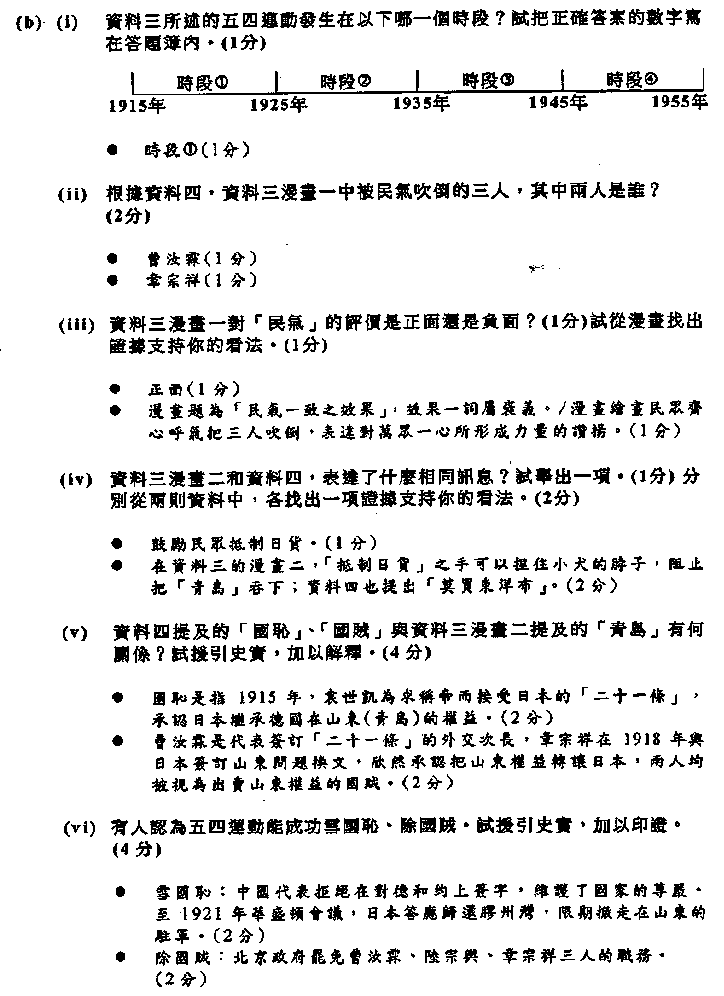 (b) (i) 資料三所述的五四運動發生在以下哪一個時段？試把正確答案的數字寫
在答題簿內。(1分)
時段① 時段② 時段③ 時段④
1915年 1925年 1935年 1945年 1955年
● 時段①(1分)
(ii) 根據資料四，資料三漫畫一中被民氣吹倒的三人，其中兩人是誰？
(2分)
● 曹汝霖(1分)
● 章宗祥(1分)
(iii) 資料三漫畫一對「民氣」的評價是正面還是負面？(1分)試從漫畫找出
證據支持你的看法。(1分)
● 正面(1分)
● 漫畫題為「民氣一致之效果」，效果一詞屬褒義。/漫畫繪畫民眾齊
心呼氣把三人吹倒，表達對萬眾一心所形成力量的讚揚。(1分)
(iv) 資料三漫畫二和資料四，表達了什麼相同訊息？試舉出一項。(1分) 分
別從兩則資料中，各找出一項證據支持你的看法。(2分)
● 鼓勵民眾抵制日貨。(1分)
● 在資料三的漫畫二，「抵制日貨」之手可以捏住小犬的脖子，阻止
把「青島」吞下；資料四也提出「莫買東洋布」。(2分)
(v) 資料四提及的「國恥」、「國賊」與資料三漫畫二提及的「青島」有何
關係？試援引史實，加以解釋。(4分)
● 國恥是指 1915 年，袁世凱為求稱帝而接受日本的「二十一條」，
承認日本繼承德國在山東(青島)的權益。(2分)
● 曹汝霖是代表簽訂「二十一條」的外交次長，章宗祥在 1918 年與
日本簽訂山東問題換文，欣然承認把山東權益轉讓日本，兩人均
被視為出賣山東權益的國賊。(2分)
(vi) 有人認為五四運動能成功雪國恥、除國賊。試援引史實，加以印證。
(4分)
● 雪國恥：中國代表拒絕在對德和約上簽字，維護了國家的尊嚴。
至 1921 年華盛頓會議，日本答應歸還膠州灣，限期撤走在山東的
駐軍。(2分)
● 除國賊：北京政府罷免曹汝霖、陸宗輿、章宗祥三人的職務。
(2分)